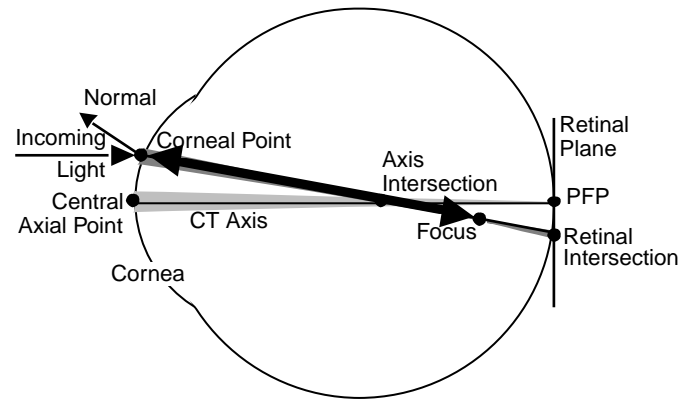 Normal
Incoming
Light
Corneal Point
Central
Axial Point
CT Axis
Cornea
Axis
Intersection
Focus
Retinal
Plane
PFP
Retinal
Intersection